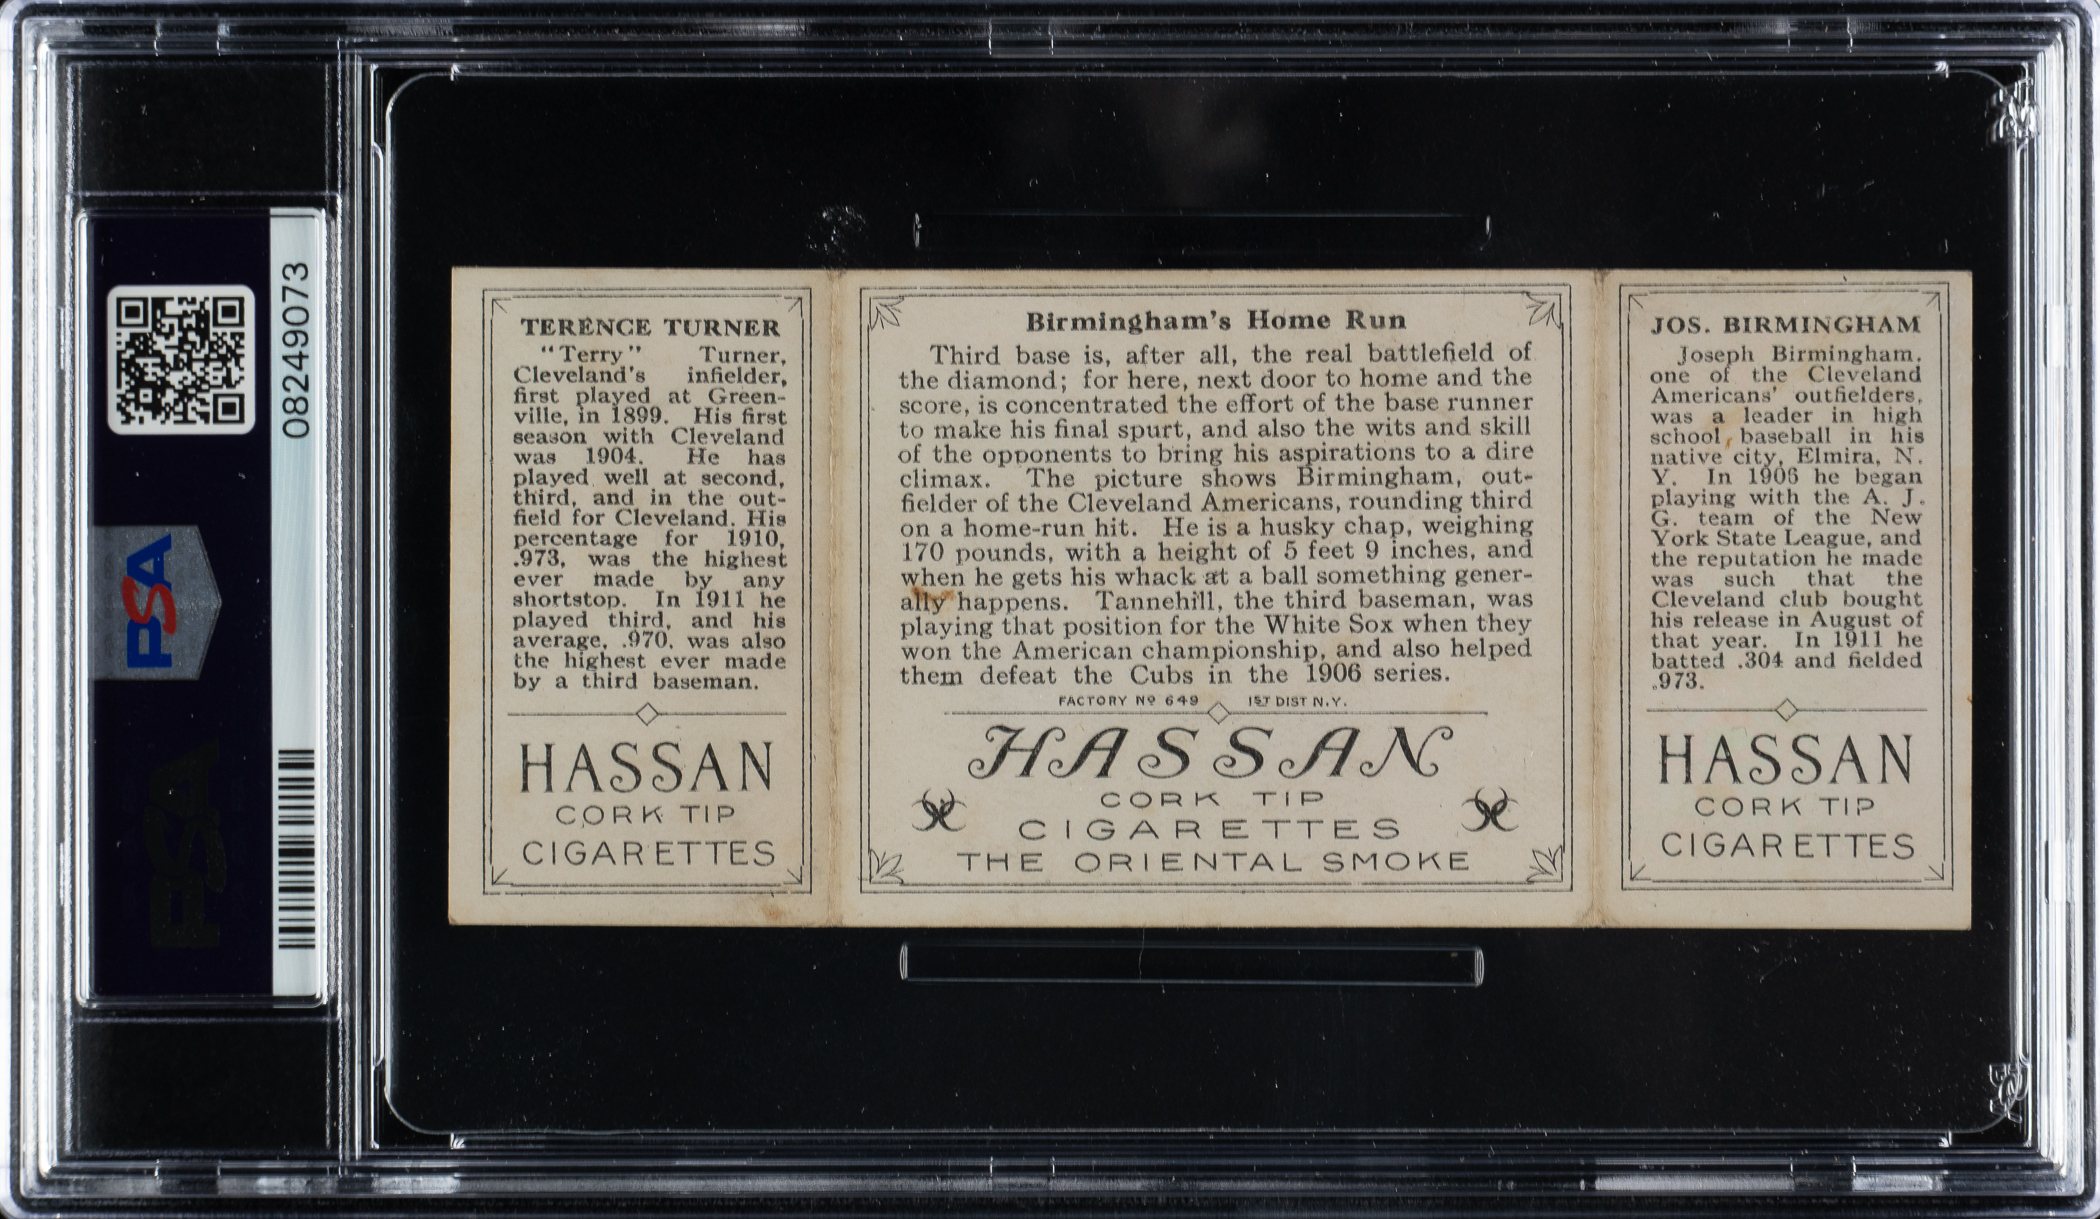 08249073
PSA
PSA
TERENCE TURNER
"Terry" Turner,
Cleveland's infielder,
first played at Green-
ville, in 1899. His first
season with Cleveland
was 1904. He has
played well at second,
third, and in the out-
field for Cleveland. His
percentage for 1910,
.973, was the highest
ever made by any
shortstop. In 1911 he
played third, and his
average, .970, was also
the highest ever made
by a third baseman.
HASSAN
CORK TIP
CIGARETTES
Birmingham's Home Run
Third base is, after all, the real battlefield of
the diamond; for here, next door to home and the
score, is concentrated the effort of the base runner
to make his final spurt, and also the wits and skill
of the opponents to bring his aspirations to a dire
climax. The picture shows Birmingham, out-
fielder of the Cleveland Americans, rounding third
on a home-run hit. He is a husky chap, weighing
170 pounds, with a height of 5 feet 9 inches, and
when he gets his whack at a ball something gener-
ally happens. Tannehill, the third baseman, was
playing that position for the White Sox when they
won the American championship, and also helped
them defeat the Cubs in the 1906 series.
FACTORY Nº 649 1ST DIST N.Y.
HASSAN
CORK TIP
CIGARETTES
THE ORIENTAL SMOKE
JOS. BIRMINGHAM
Joseph Birmingham,
one of the Cleveland
Americans' outfielders,
was a leader in high
school baseball in his
native city, Elmira, N.
Y. In 1906 he began
playing with the A. J.
G. team of the New
York State League, and
the reputation he made
was such that the
Cleveland club bought
his release in August of
that year. In 1911 he
batted .304 and fielded
.973.
HASSAN
CORK TIP
CIGARETTES